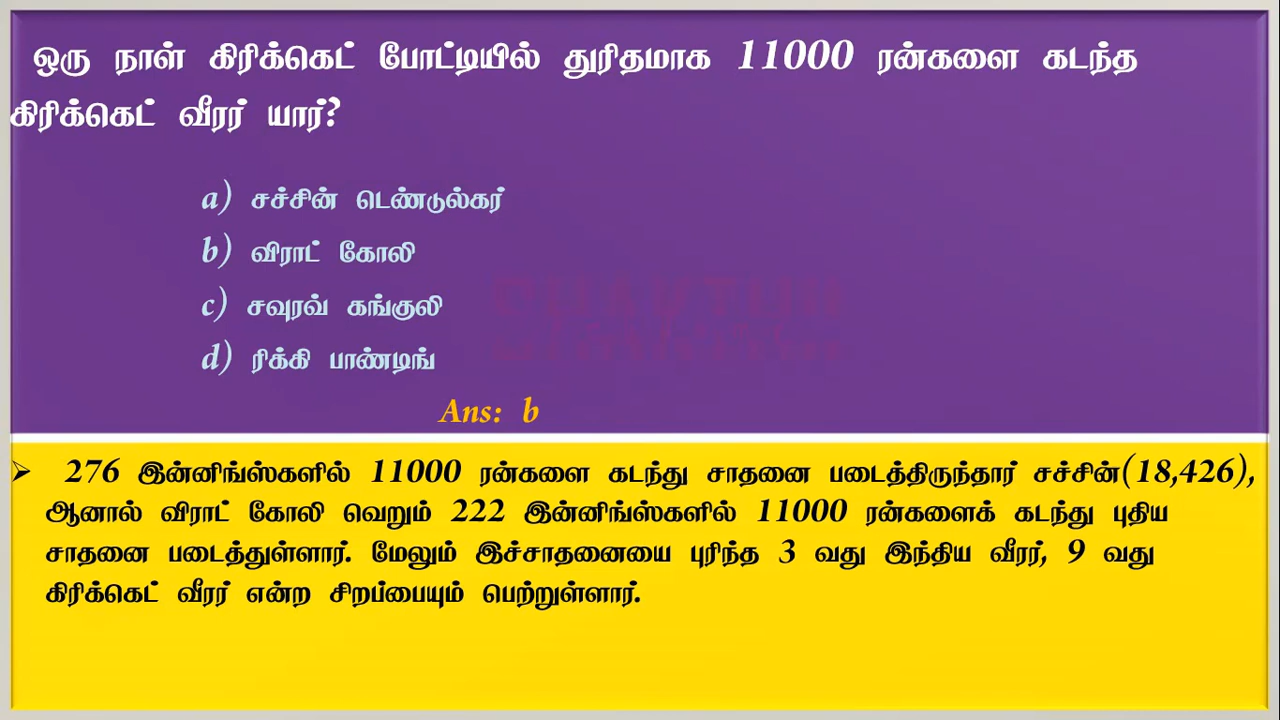 ஒரு நாள் கிரிக்கெட் போட்டியில் துரிதமாக 11000 ரன்களை கடந்த
கிரிக்கெட் வீரர் யார்?
a) சச்சின் டெண்டுல்கர்
b) விராட் கோலி
c) சவுரவ் கங்குலி
d) ரிக்கி பாண்டிங்
Ans: b
➢ 276 இன்னிங்ஸ்களில் 11000 ரன்களை கடந்து சாதனை படைத்திருந்தார் சச்சின்(18,426),
ஆனால் விராட் கோலி வெறும் 222 இன்னிங்ஸ்களில் 11000 ரன்களைக் கடந்து புதிய
சாதனை படைத்துள்ளார். மேலும் இச்சாதனையை புரிந்த 3 வது இந்திய வீரர், 9 வது
கிரிக்கெட் வீரர் என்ற சிறப்பையும் பெற்றுள்ளார்.